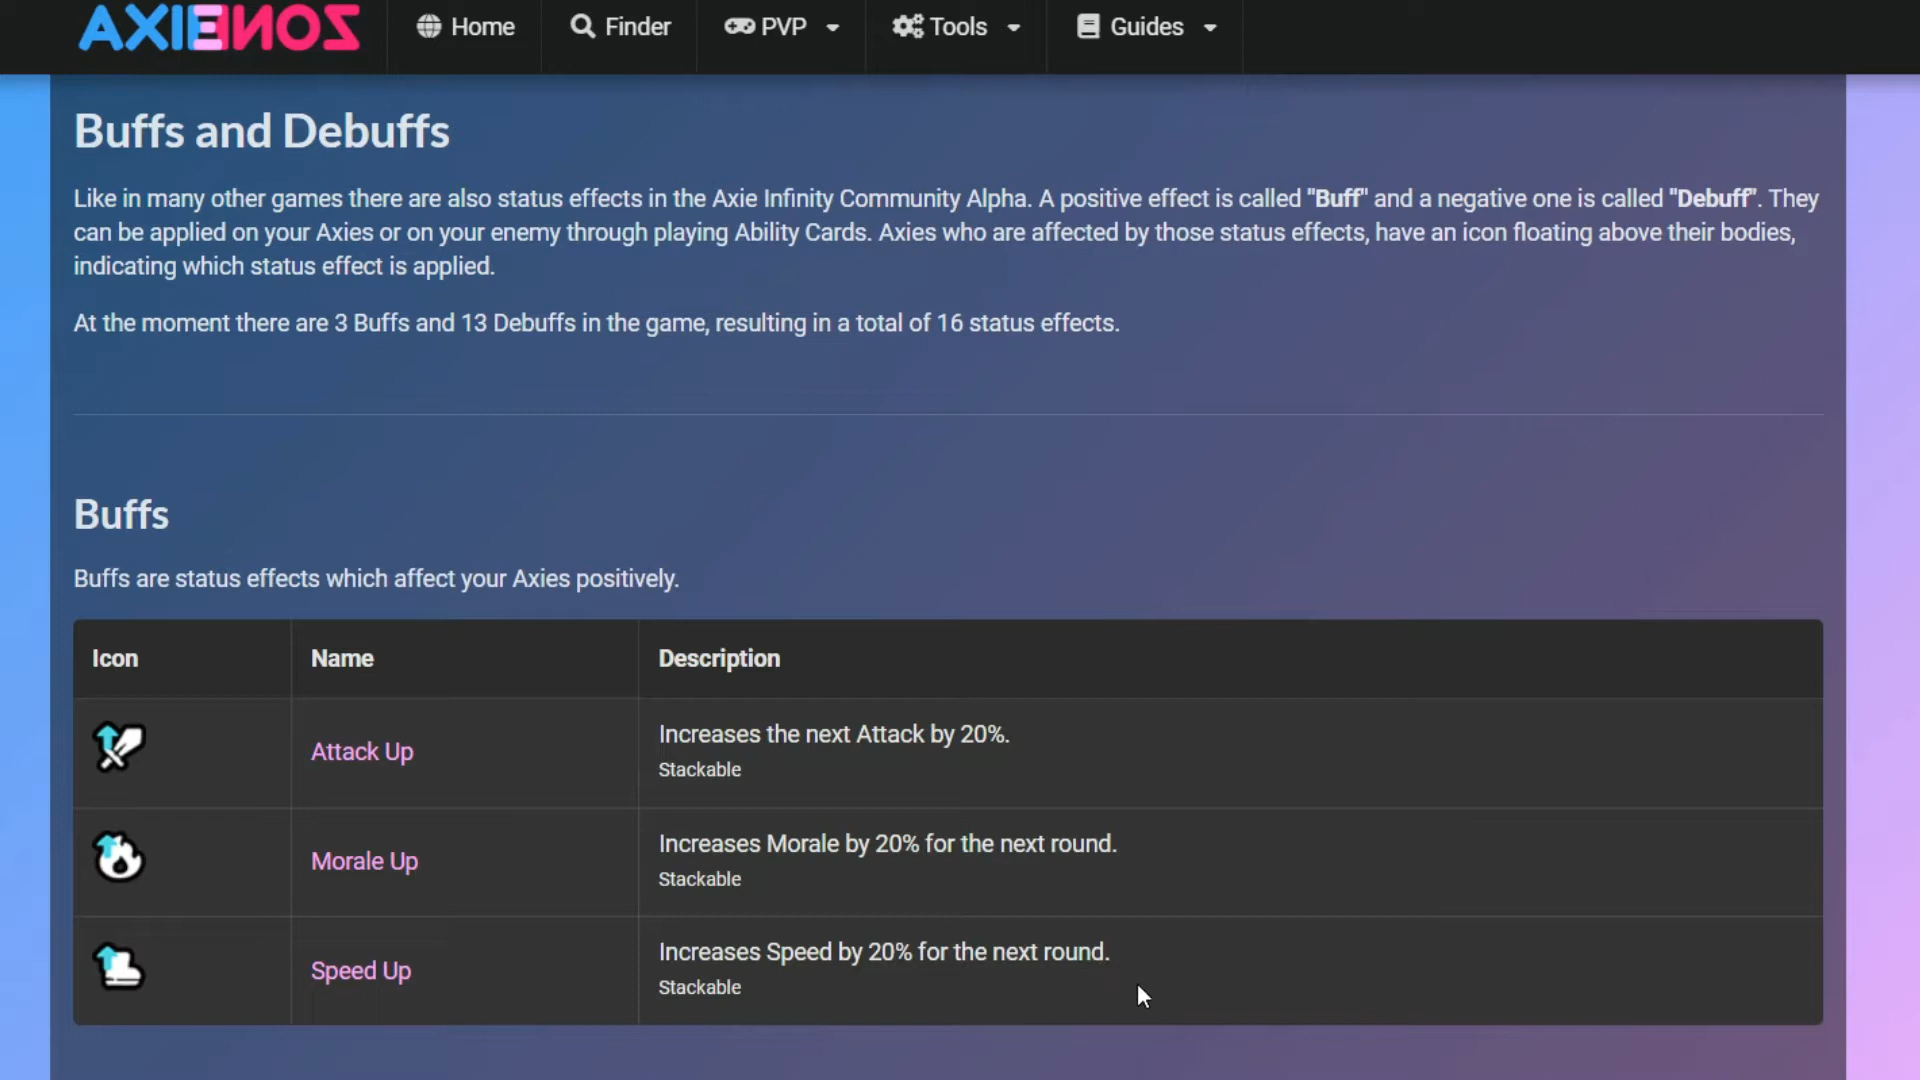 AXIE ZONE
Home
Finder
PVP
Tools
Guides
Buffs and Debuffs
Like in many other games there are also status effects in the Axie Infinity Community Alpha. A positive effect is called "Buff" and a negative one is called "Debuff". They
can be applied on your Axies or on your enemy through playing Ability Cards. Axies who are affected by those status effects, have an icon floating above their bodies,
indicating which status effect is applied.
At the moment there are 3 Buffs and 13 Debuffs in the game, resulting in a total of 16 status effects.
Buffs
Buffs are status effects which affect your Axies positively.
Icon
Name
Description
Attack Up
Increases the next Attack by 20%.
Stackable
Morale Up
Increases Morale by 20% for the next round.
Stackable
Speed Up
Increases Speed by 20% for the next round.
Stackable